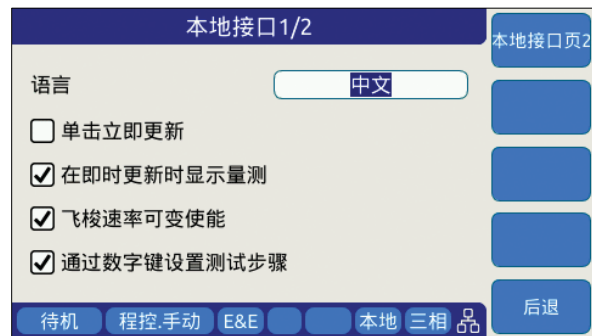 本地接口1/2
本地接口页2
语言
中文
单击立即更新
在即时更新时显示量测
飞梭速率可变使能
通过数字键设置测试步骤
后退
待机 程控.手动 E&E 本地 三相